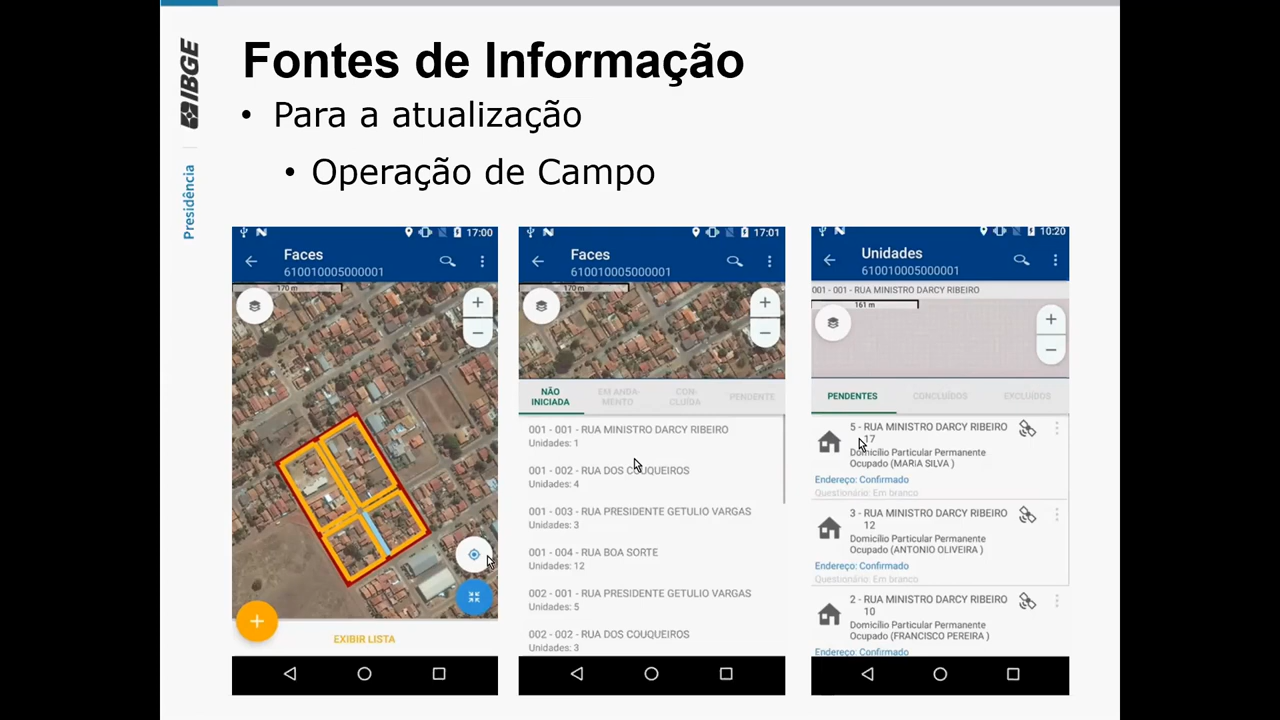 IBGE
Presidência
Fontes de Informação
• Para a atualização
• Operação de Campo
17:00
Faces
610010005000001
170 m
+
−
+
EXIBIR LISTA
17:01
Faces
610010005000001
170 m
+
−
NÃO INICIADA
EM ANDA-MENTO
CON-CLUÍDA
PENDENTE
001 - 001 - RUA MINISTRO DARCY RIBEIRO
Unidades: 1
001 - 002 - RUA DOS COUQUEIROS
Unidades: 4
001 - 003 - RUA PRESIDENTE GETULIO VARGAS
Unidades: 3
001 - 004 - RUA BOA SORTE
Unidades: 12
002 - 001 - RUA PRESIDENTE GETULIO VARGAS
Unidades: 5
002 - 002 - RUA DOS COUQUEIROS
Unidades: 3
10:20
Unidades
610010005000001
001 - 001 - RUA MINISTRO DARCY RIBEIRO
161 m
+
−
PENDENTES
CONCLUÍDOS
EXCLUÍDOS
5 - RUA MINISTRO DARCY RIBEIRO
17
Domicílio Particular Permanente
Ocupado (MARIA SILVA )
Endereço: Confirmado
Questionário: Em branco
3 - RUA MINISTRO DARCY RIBEIRO
12
Domicílio Particular Permanente
Ocupado (ANTONIO OLIVEIRA )
Endereço: Confirmado
Questionário: Em branco
2 - RUA MINISTRO DARCY RIBEIRO
10
Domicílio Particular Permanente
Ocupado (FRANCISCO PEREIRA )
Endereço: Confirmado